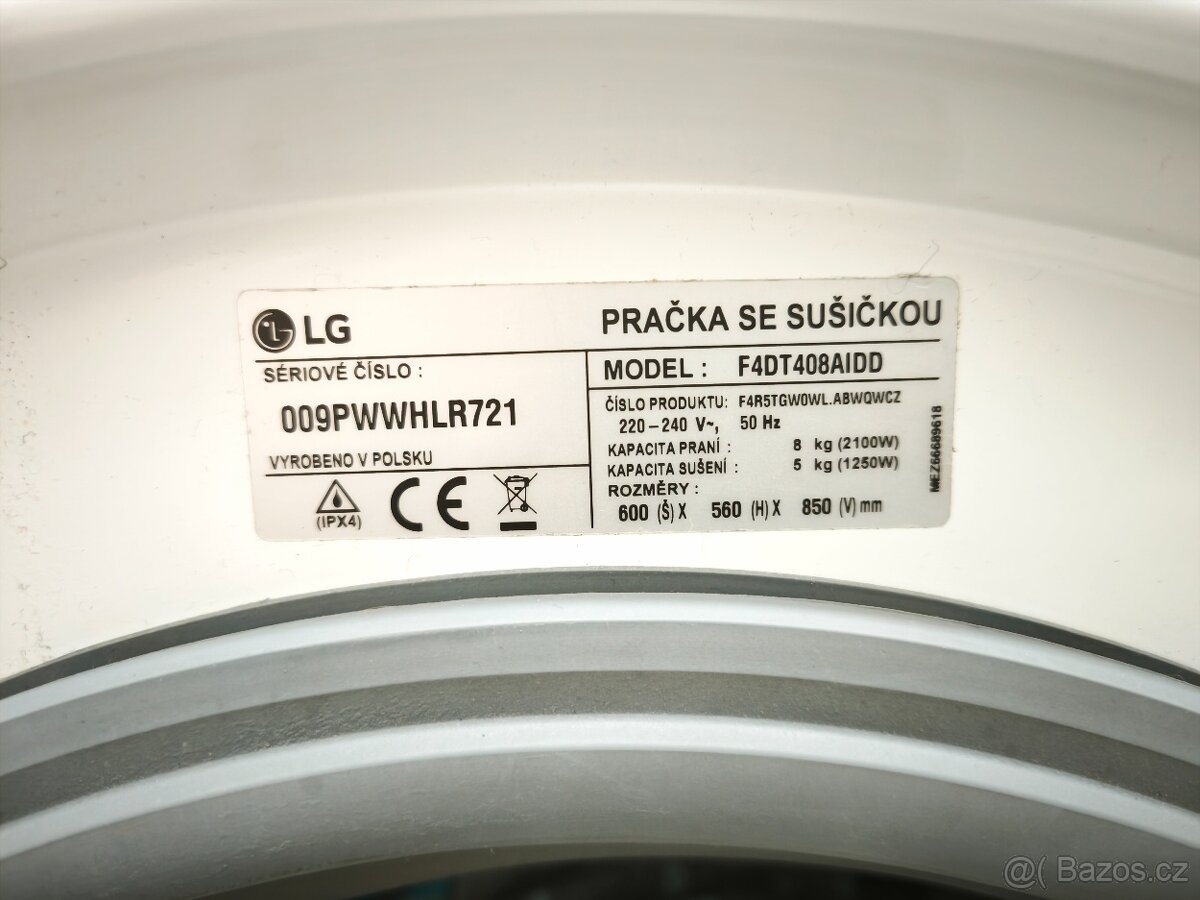 LG
PRAČKA SE SUŠIČKOU
SÉRIOVÉ ČÍSLO :
009PWWHLR721
VYROBENO V POLSKU
(IPX4)
CE
MODEL : F4DT408AIDD
ČÍSLO PRODUKTU: F4R5TGW0WL.ABWQWCZ
220-240 V~, 50 Hz
KAPACITA PRANÍ : 8 kg (2100W)
KAPACITA SUŠENÍ : 5 kg (1250W)
ROZMĚRY :
600 (Š) X 560 (H) X 850 (V) mm
MEZ66689618
@( Bazos.cz